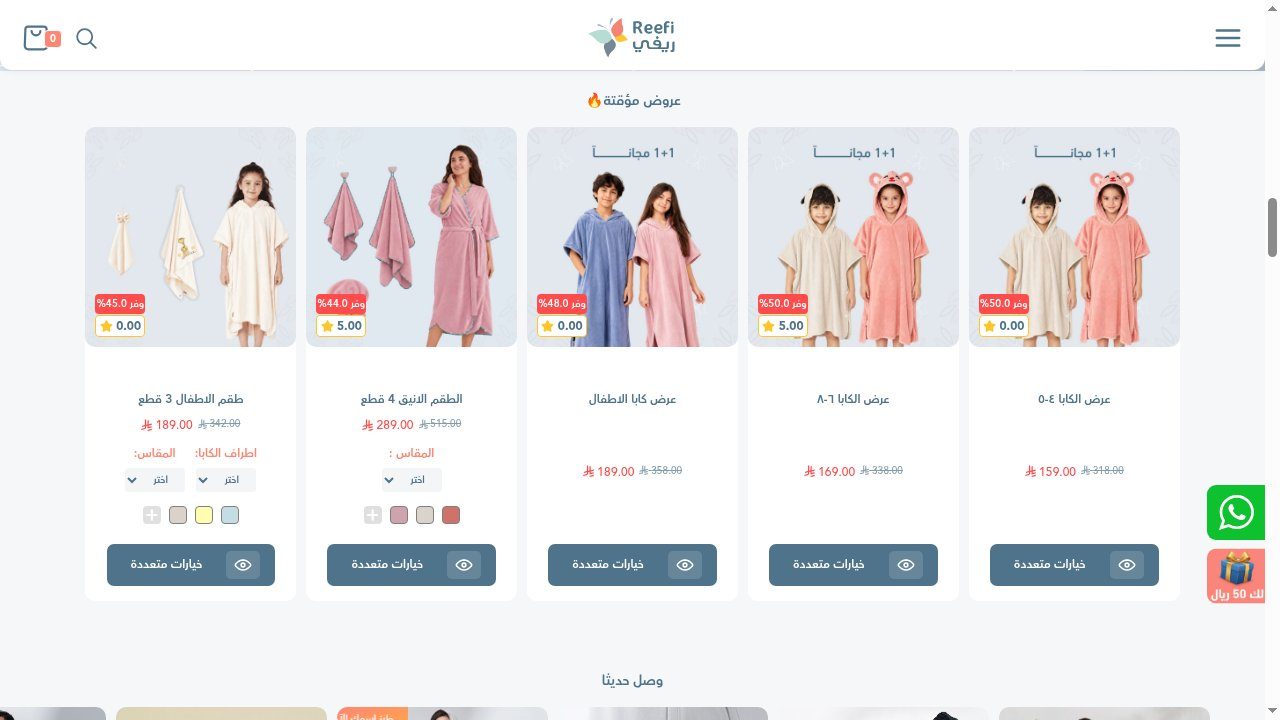 Reefi
ريفي
0
عروض مؤقتة🔥
1+1 مجانــــــــاً
وفر 50.0%
0.00
عرض الكابا ٤-٥
318.00 159.00
خيارات متعددة
1+1 مجانــــــــاً
وفر 50.0%
5.00
عرض الكابا ٦-٨
338.00 169.00
خيارات متعددة
1+1 مجانــــــــاً
وفر 48.0%
0.00
عرض كابا الاطفال
358.00 189.00
خيارات متعددة
وفر 44.0%
5.00
الطقم الانيق 4 قطع
515.00 289.00
المقاس :
اختر
خيارات متعددة
وفر 45.0%
0.00
طقم الاطفال 3 قطع
342.00 189.00
اطراف الكابا: المقاس:
اختر اختر
خيارات متعددة
لك 50 ريال
وصل حديثا